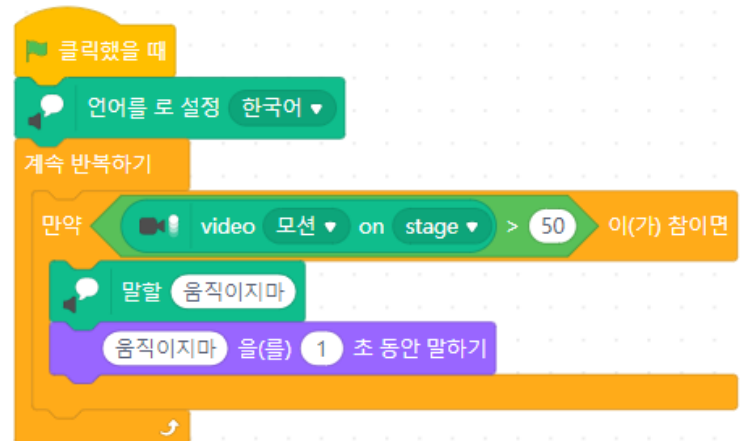 클릭했을 때
언어를 로 설정 한국어
계속 반복하기
만약 video 모션 on stage > 50 이(가) 참이면
말할 움직이지마
움직이지마 을(를) 1 초 동안 말하기